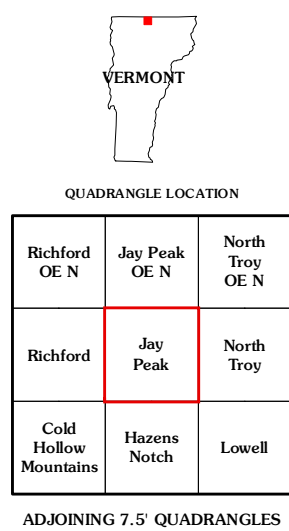 VERMONT
QUADRANGLE LOCATION
Richford
OE N
Jay Peak
OE N
North
Troy
OE N
Richford
Jay
Peak
North
Troy
Cold
Hollow
Mountains
Hazens
Notch
Lowell
ADJOINING 7.5' QUADRANGLES